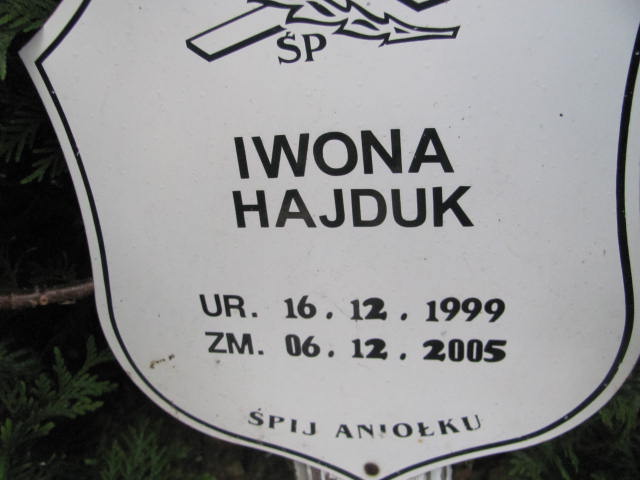 ŚP
IWONA
HAJDUK
UR. 16.12.1999
ZM. 06.12.2005
ŚPIJ ANIOŁKU